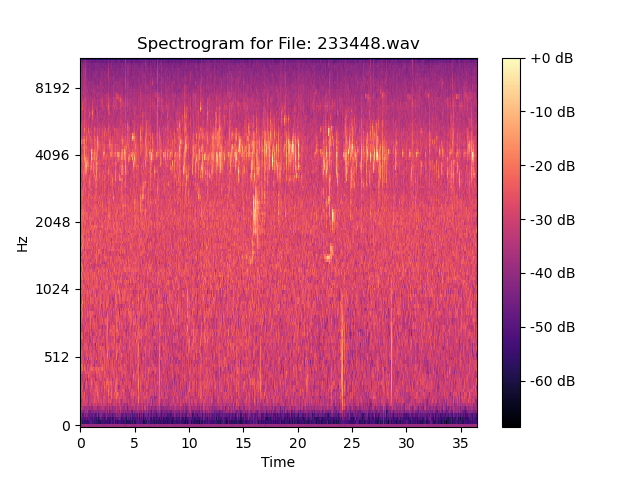 Spectrogram for File: 233448.wav
Hz
8192
4096
2048
1024
512
0
0 5 10 15 20 25 30 35
Time
+0 dB
-10 dB
-20 dB
-30 dB
-40 dB
-50 dB
-60 dB